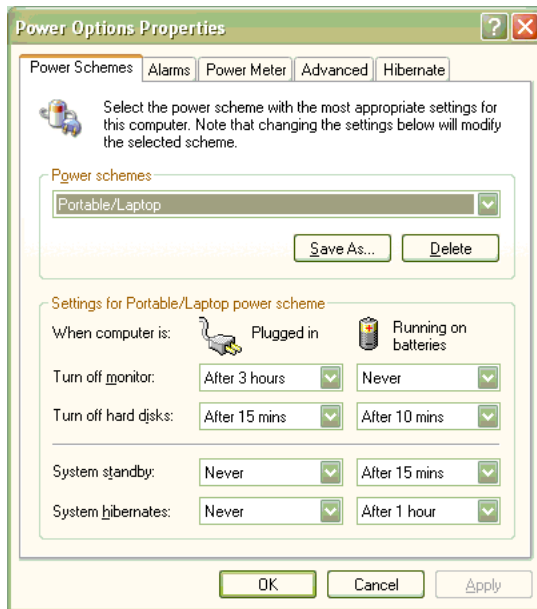 Power Options Properties
Power Schemes Alarms Power Meter Advanced Hibernate
Select the power scheme with the most appropriate settings for
this computer. Note that changing the settings below will modify
the selected scheme.
Power schemes
Portable/Laptop
Save As... Delete
Settings for Portable/Laptop power scheme
When computer is: Plugged in Running on
batteries
Turn off monitor: After 3 hours Never
Turn off hard disks: After 15 mins After 10 mins
System standby: Never After 15 mins
System hibernates: Never After 1 hour
OK Cancel Apply